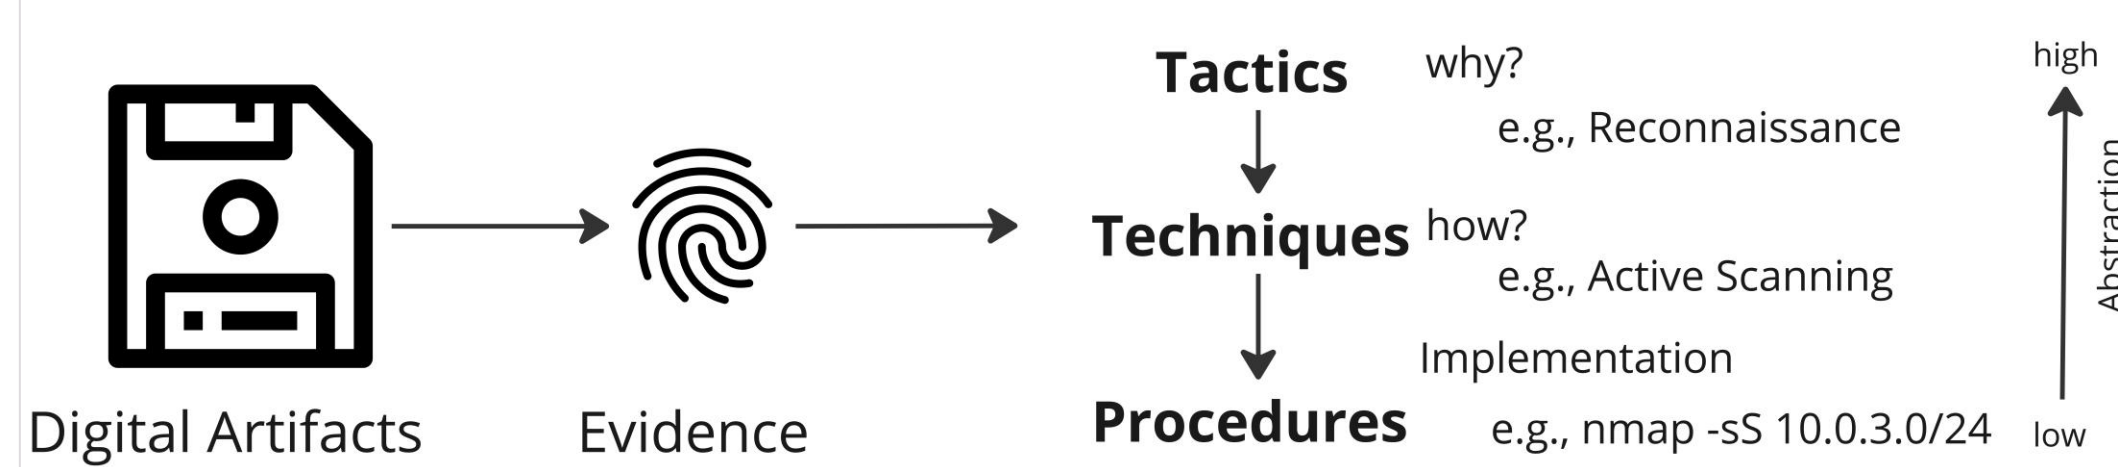 Digital Artifacts
Evidence
Tactics
why?
e.g., Reconnaissance
Techniques
how?
e.g., Active Scanning
Procedures
Implementation
e.g., nmap -sS 10.0.3.0/24
high
Abstraction
low